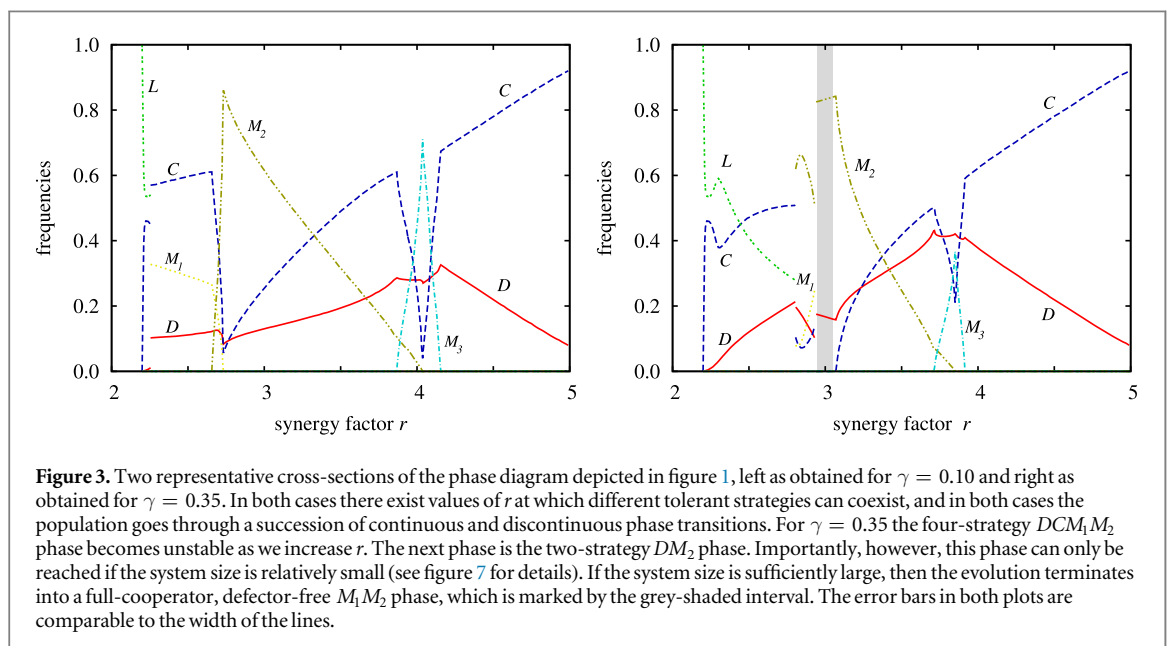 1.0
0.8
0.6
0.4
0.2
0.0
frequencies
L
C
M1
D
M2
C
D
M3
2 3 4 5
synergy factor r
1.0
0.8
0.6
0.4
0.2
0.0
frequencies
L
C
M1
D
M2
C
D
M3
2 3 4 5
synergy factor r
Figure 3. Two representative cross-sections of the phase diagram depicted in figure 1, left as obtained for γ = 0.10 and right as
obtained for γ = 0.35. In both cases there exist values of r at which different tolerant strategies can coexist, and in both cases the
population goes through a succession of continuous and discontinuous phase transitions. For γ = 0.35 the four-strategy DCM1M2
phase becomes unstable as we increase r. The next phase is the two-strategy DM2 phase. Importantly, however, this phase can only be
reached if the system size is relatively small (see figure 7 for details). If the system size is sufficiently large, then the evolution terminates
into a full-cooperator, defector-free M1M2 phase, which is marked by the grey-shaded interval. The error bars in both plots are
comparable to the width of the lines.